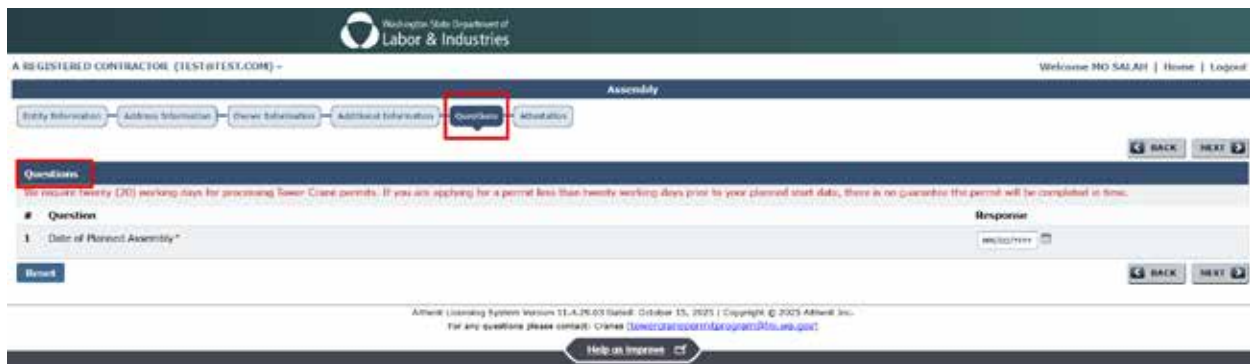 Washington State Department of
Labor & Industries
A REGISTERED CONTRACTOR (TEST@TEST.COM)
Welcome MO SALAH | Home | Logout
Assembly
Entity Information
Address Information
Owner Information
Additional Information
Questions
Attestation
BACK
NEXT
Questions
We require twenty (20) working days for processing Tower Crane permits. If you are applying for a permit less than twenty working days prior to your planned start date, there is no guarantee the permit will be completed in time.
# Question Response
1 Date of Planned Assembly* MM/DD/YYYY
Reset
BACK
NEXT
Licensing System Version 11.4.29.03 Dated: October 15, 2025 | Copyright © 2025 Inc.
For any questions please contact: Cranes
Help us improve